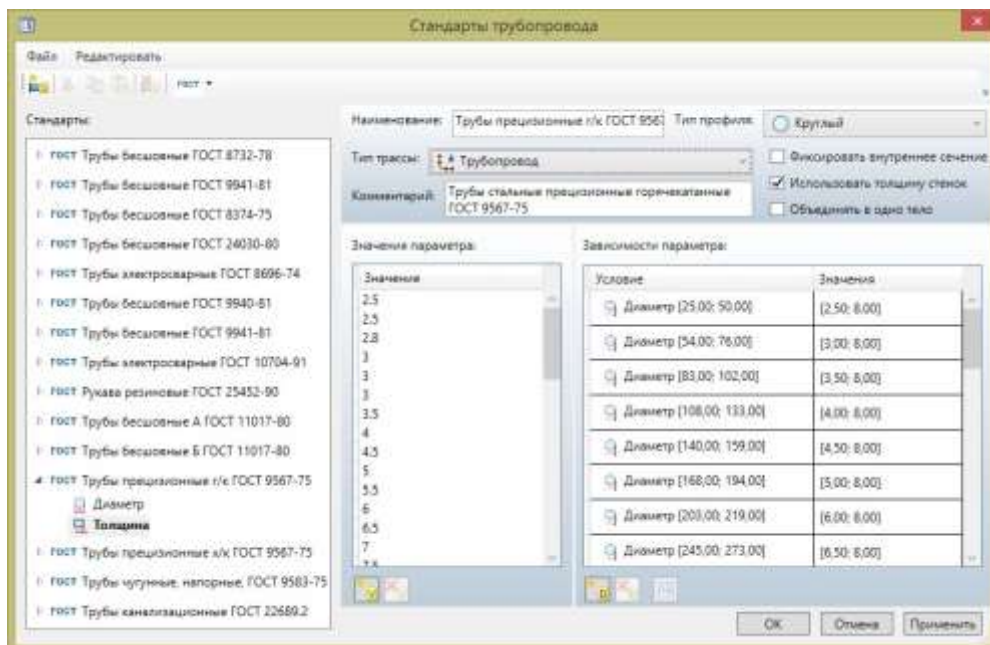 Стандарты трубопровода
Файл Редактировать
ГОСТ
Стандарты:
ГОСТ Трубы бесшовные ГОСТ 8732-78
ГОСТ Трубы бесшовные ГОСТ 9941-81
ГОСТ Трубы бесшовные ГОСТ 8374-75
ГОСТ Трубы бесшовные ГОСТ 24030-80
ГОСТ Трубы электросварные ГОСТ 8696-74
ГОСТ Трубы бесшовные ГОСТ 9940-81
ГОСТ Трубы бесшовные ГОСТ 9941-81
ГОСТ Трубы электросварные ГОСТ 10704-91
ГОСТ Рукава резиновые ГОСТ 25452-90
ГОСТ Трубы бесшовные А ГОСТ 11017-80
ГОСТ Трубы бесшовные Б ГОСТ 11017-80
ГОСТ Трубы прецизионные г/к ГОСТ 9567-75
Диаметр
Толщина
ГОСТ Трубы прецизионные х/к ГОСТ 9567-75
ГОСТ Трубы чугунные, напорные, ГОСТ 9583-75
ГОСТ Трубы канализационные ГОСТ 22689.2
Наименование: Трубы прецизионные г/к ГОСТ 956 Тип профиля: Круглый
Тип трассы: Трубопровод
Комментарий: Трубы стальные прецизионные горячекатанные
ГОСТ 9567-75
Фиксировать внутреннее сечение
Использовать толщину стенок
Объединять в одно тело
Значения параметра:
Значения
2.5
2.5
2.8
3
3
3
3.5
4
4.5
5
5.5
6
6.5
7
7.5
Зависимости параметра:
Условие Значения
Диаметр [25,00; 50,00] [2,50; 8,00]
Диаметр [54,00; 76,00] [3,00; 8,00]
Диаметр [83,00; 102,00] [3,50; 8,00]
Диаметр [108,00; 133,00] [4,00; 8,00]
Диаметр [140,00; 159,00] [4,50; 8,00]
Диаметр [168,00; 194,00] [5,00; 8,00]
Диаметр [203,00; 219,00] [6,00; 8,00]
Диаметр [245,00; 273,00] [6,50; 8,00]
ОК Отмена Применить